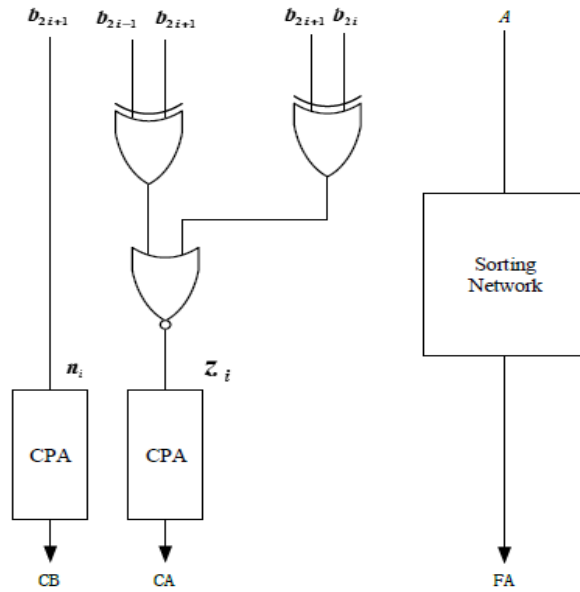 b₂ᵢ₊₁ b₂ᵢ₋₁ b₂ᵢ₊₁ b₂ᵢ₊₁ b₂ᵢ A
Sorting
Network
nᵢ zᵢ
CPA CPA
CB CA FA